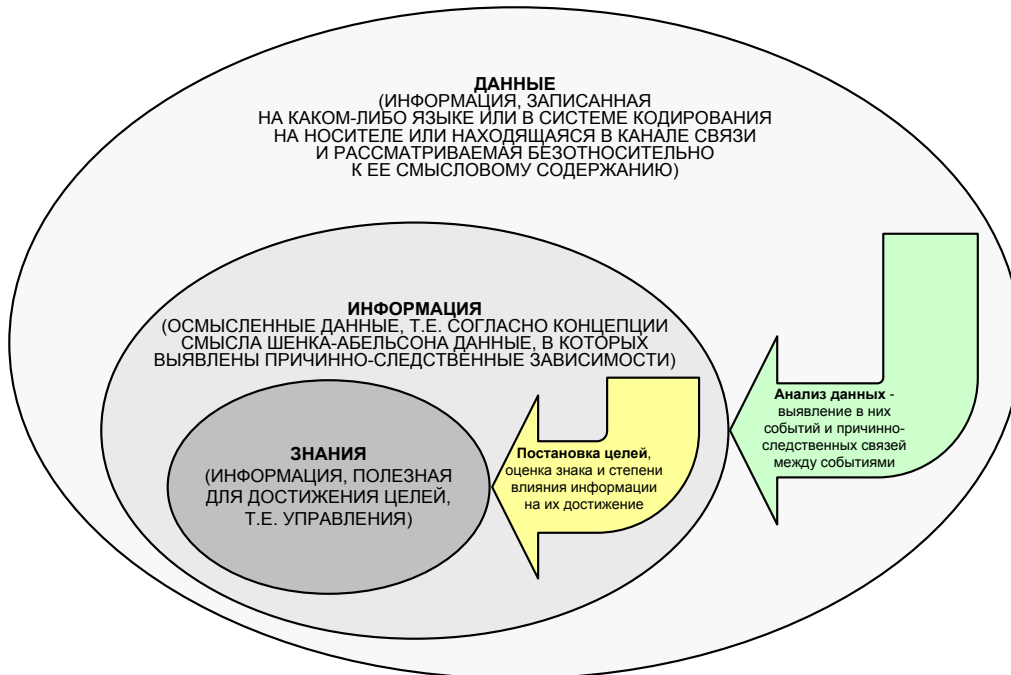 ДАННЫЕ
(ИНФОРМАЦИЯ, ЗАПИСАННАЯ
НА КАКОМ-ЛИБО ЯЗЫКЕ ИЛИ В СИСТЕМЕ КОДИРОВАНИЯ
НА НОСИТЕЛЕ ИЛИ НАХОДЯЩАЯСЯ В КАНАЛЕ СВЯЗИ
И РАССМАТРИВАЕМАЯ БЕЗОТНОСИТЕЛЬНО
К ЕЕ СМЫСЛОВОМУ СОДЕРЖАНИЮ)
ИНФОРМАЦИЯ
(ОСМЫСЛЕННЫЕ ДАННЫЕ, Т.Е. СОГЛАСНО КОНЦЕПЦИИ
СМЫСЛА ШЕНКА-АБЕЛЬСОНА ДАННЫЕ, В КОТОРЫХ
ВЫЯВЛЕНЫ ПРИЧИННО-СЛЕДСТВЕННЫЕ ЗАВИСИМОСТИ)
Анализ данных -
выявление в них
событий и причинно-
следственных связей
между событиями
ЗНАНИЯ
(ИНФОРМАЦИЯ, ПОЛЕЗНАЯ
ДЛЯ ДОСТИЖЕНИЯ ЦЕЛЕЙ,
Т.Е. УПРАВЛЕНИЯ)
Постановка целей,
оценка знака и степени
влияния информации
на их достижение